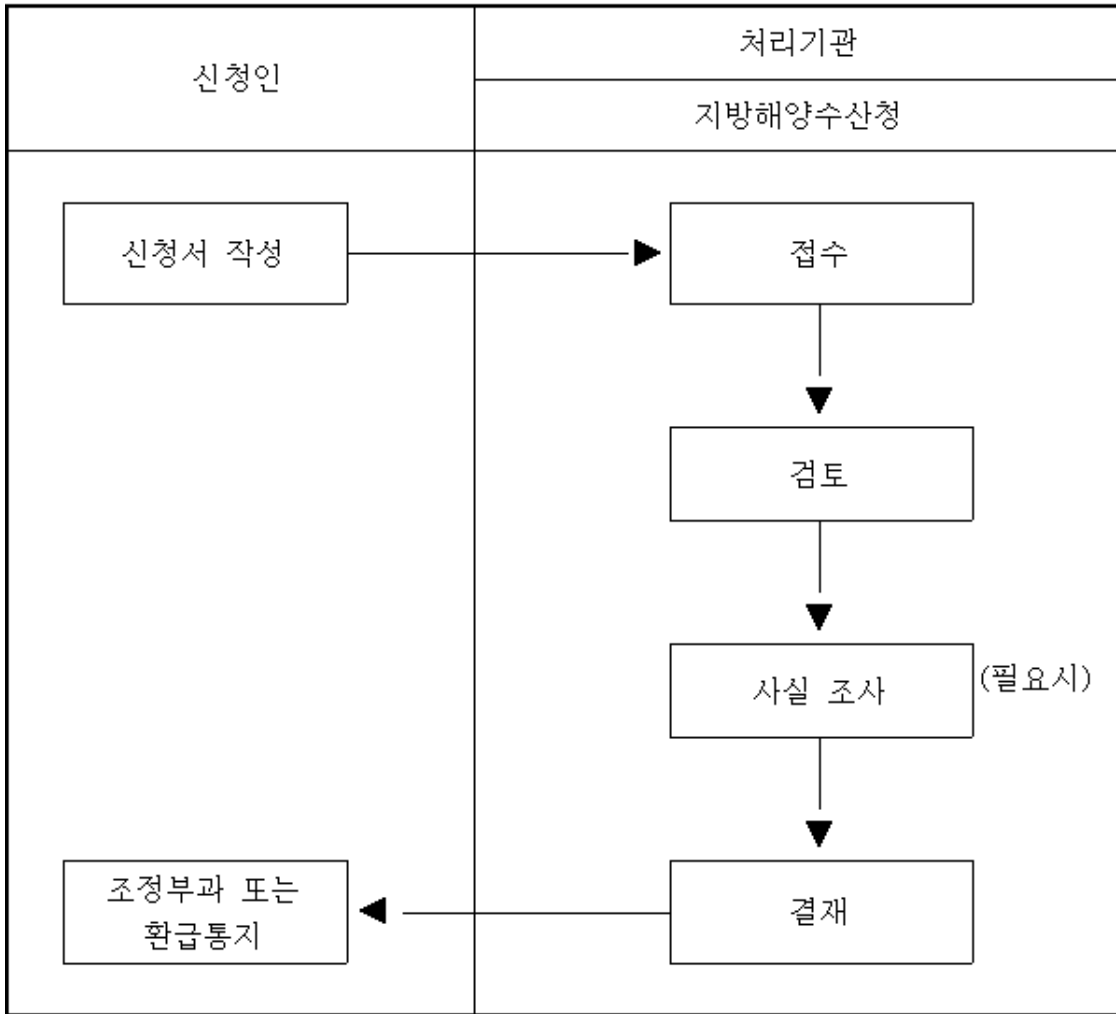 신청인
처리기관
지방해양수산청
신청서 작성
접수
검토
사실 조사
(필요시)
결재
조정부과 또는
환급통지